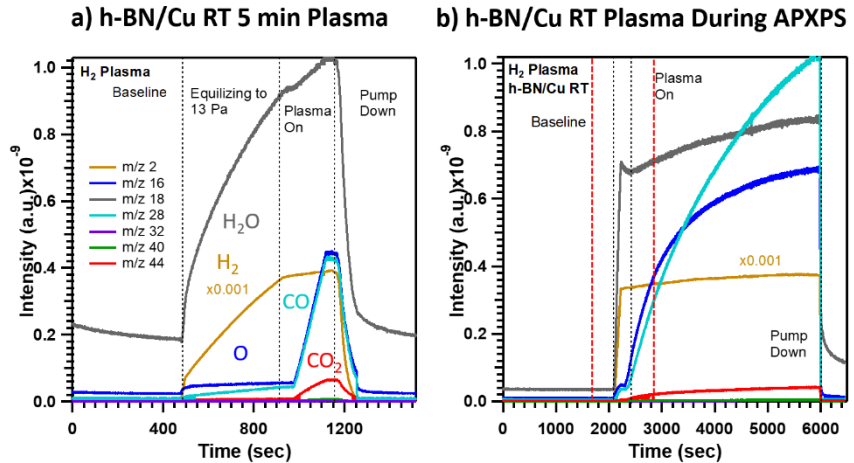 a) h-BN/Cu RT 5 min Plasma
b) h-BN/Cu RT Plasma During APXPS
Intensity (a.u.)x10⁻⁹
1.0
0.8
0.6
0.4
0.2
0.0
H₂ Plasma
Baseline
Equilizing to
13 Pa
Plasma
On
Pump
Down
m/z 2
m/z 16
m/z 18
m/z 28
m/z 32
m/z 40
m/z 44
H₂O
H₂
x0.001
CO
O
CO₂
0
400
800
1200
Time (sec)
Intensity (a.u.)x10⁻⁹
1.0
0.8
0.6
0.4
0.2
0.0
H₂ Plasma
h-BN/Cu RT
Baseline
Plasma
On
x0.001
Pump
Down
0
1000
2000
3000
4000
5000
6000
Time (sec)